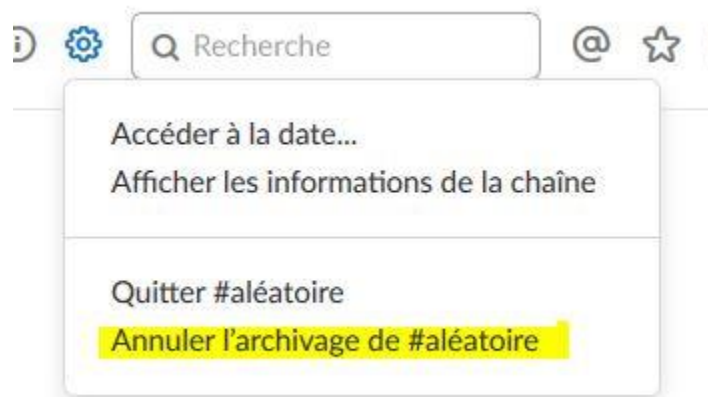 Recherche @
Accéder à la date...
Afficher les informations de la chaîne
Quitter #aléatoire
Annuler l’archivage de #aléatoire